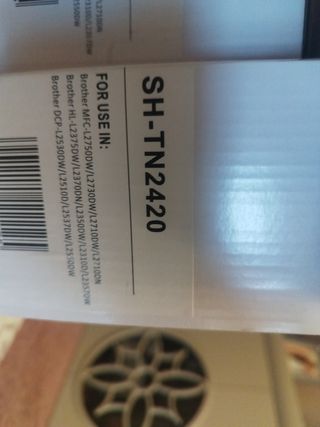 SH-TN2420
FOR USE IN:
Brother MFC-L2750DW/L2730DW/L2710DW/L2710DN
Brother HL-L2375DW/L2370DN/L2350DW/L2310D/L2357DW
Brother DCP-L2530DW/L2510D/L2537DW/L2550DW